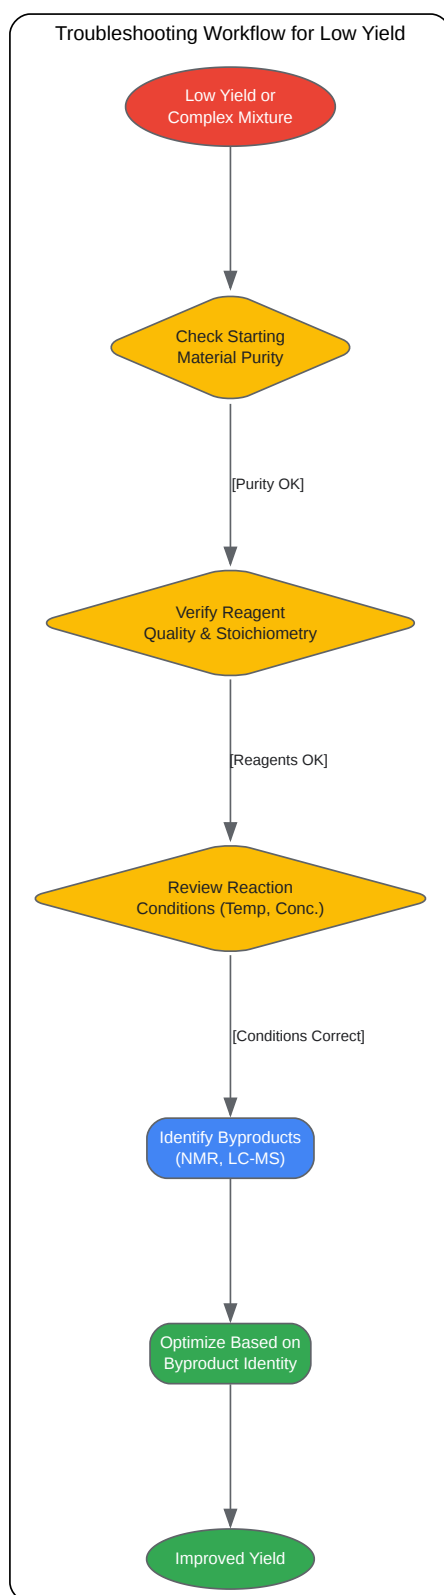 Troubleshooting Workflow for Low Yield
Low Yield or
Complex Mixture
Check Starting
Material Purity
[Purity OK]
Verify Reagent
Quality & Stoichiometry
[Reagents OK]
Review Reaction
Conditions (Temp, Conc.)
[Conditions Correct]
Identify Byproducts
(NMR, LC-MS)
Optimize Based on
Byproduct Identity
Improved Yield